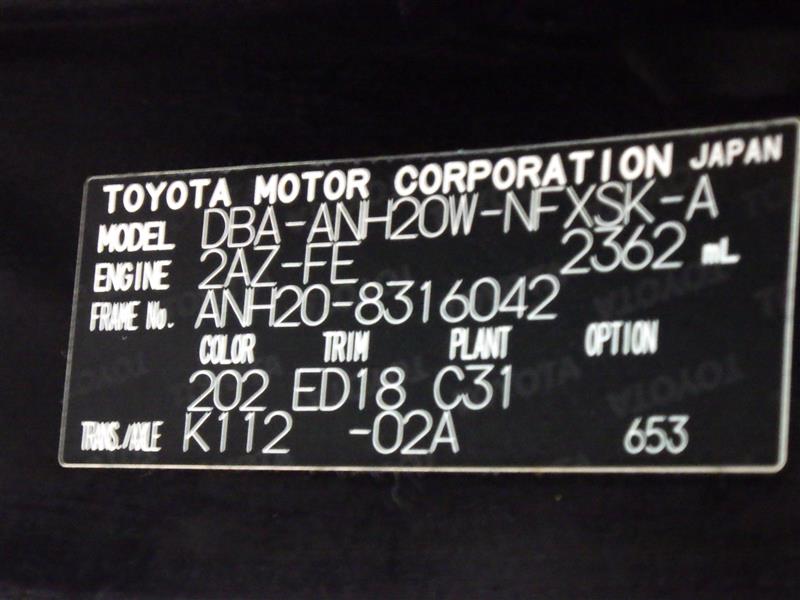 TOYOTA MOTOR CORPORATION JAPAN
MODEL DBA-ANH20W-NFXSK-A
ENGINE 2AZ-FE 2362 mL
FRAME No. ANH20-8316042
COLOR TRIM PLANT OPTION
202 ED18 C31
TRANS./AXLE K112 -02A 653